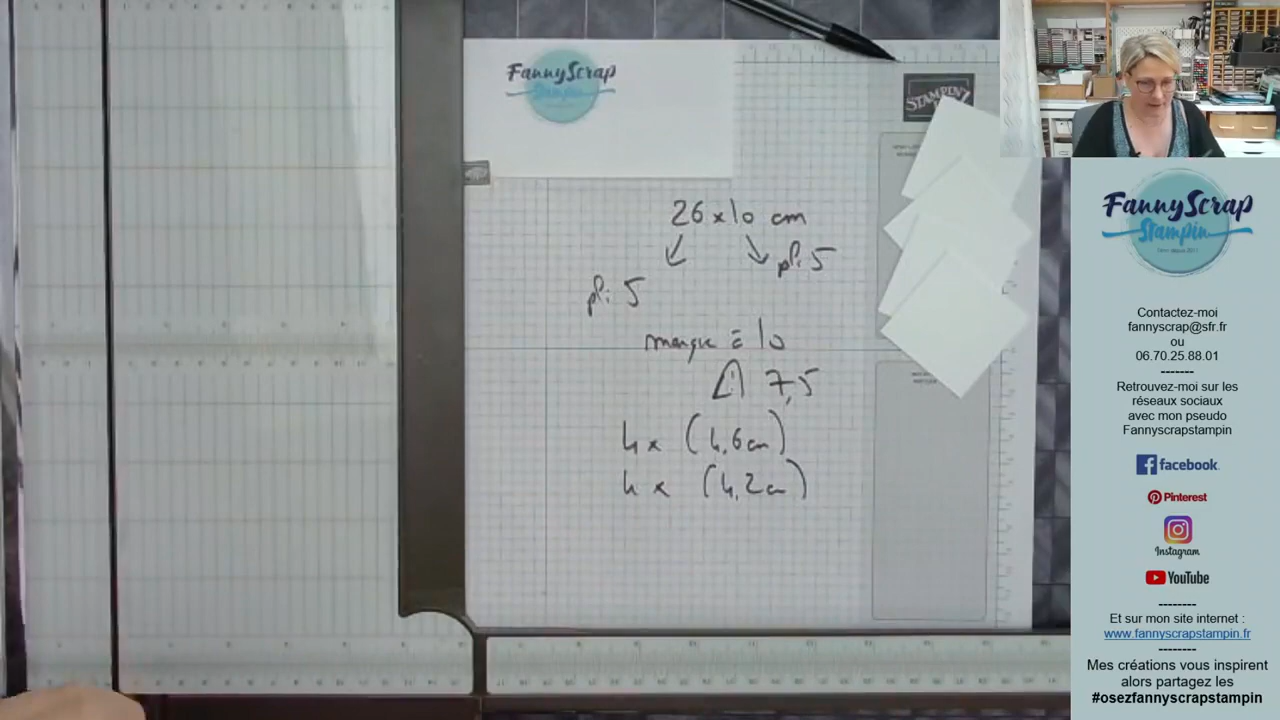 FannyScrap
Stampin
STAMPIN'
26 x 10 cm
pli 5
pli 5
marque à 10
7,5
4 x (4,6 cm)
4 x (4,2 cm)
FannyScrap
Stampin
Contactez-moi
fannyscrap@sfr.fr
ou
06.70.25.88.01
-------
Retrouvez-moi sur les
réseaux sociaux
avec mon pseudo
Fannyscrapstampin
facebook
Pinterest
Instagram
YouTube
--------
Et sur mon site internet :
www.fannyscrapstampin.fr
--------
Mes créations vous inspirent
alors partagez les
#osezfannyscrapstampin